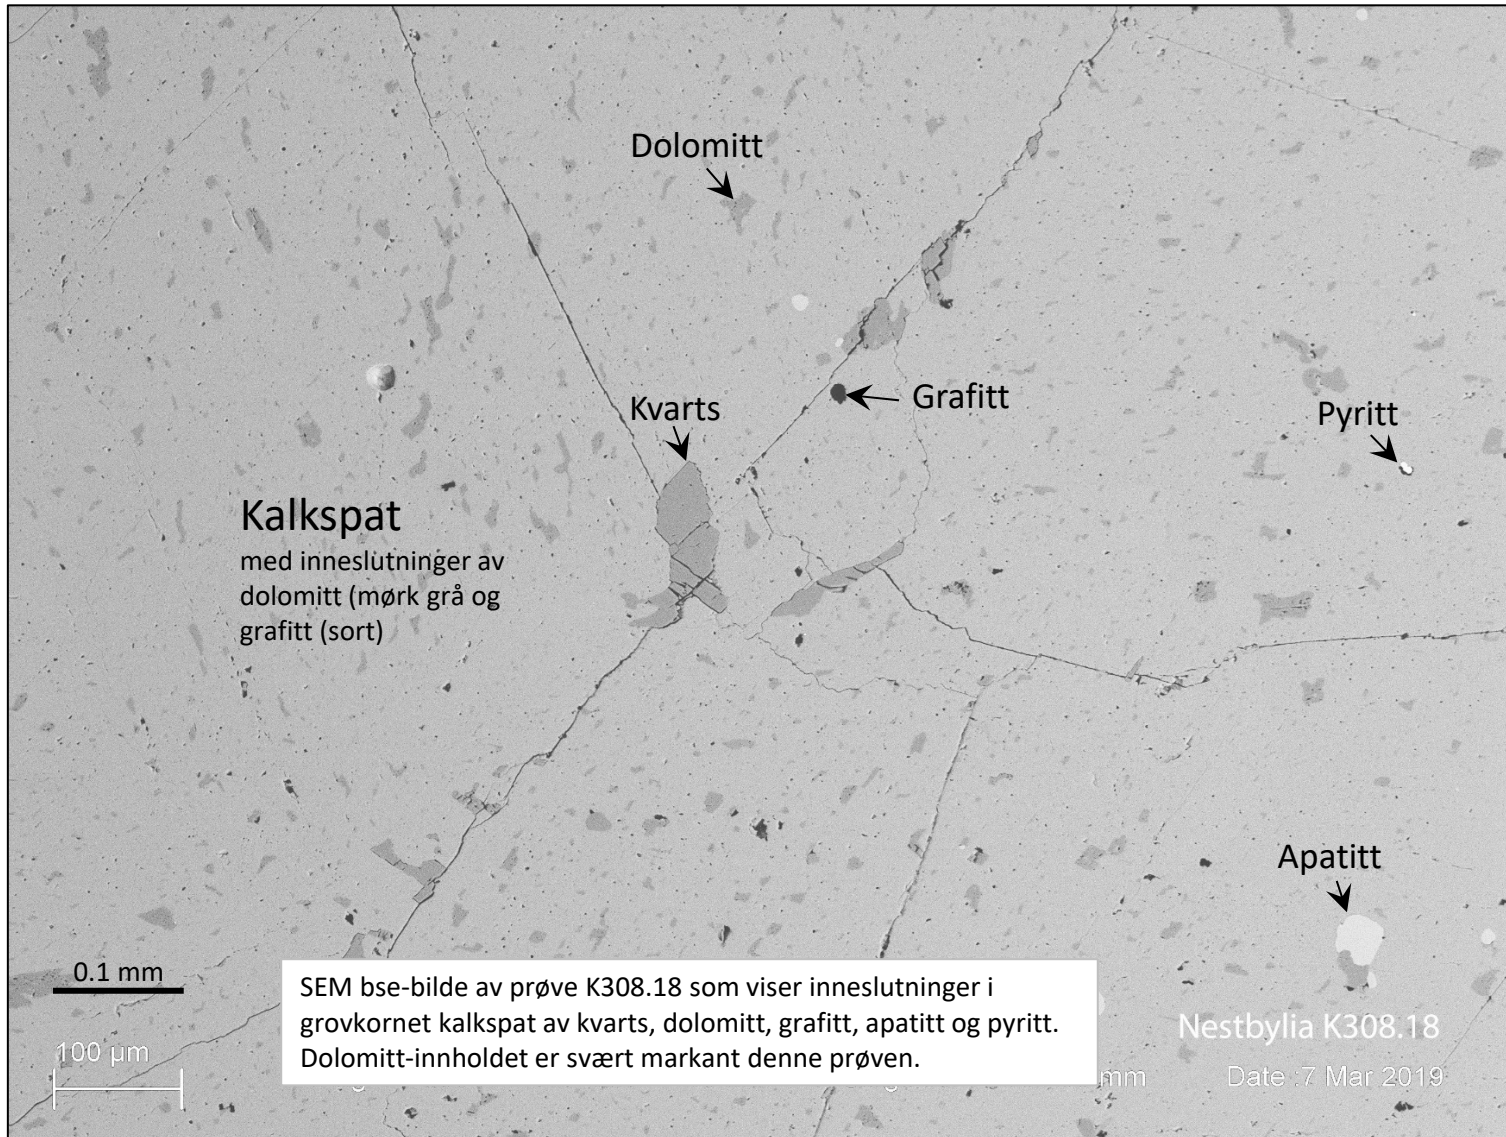 Dolomitt
Grafitt
Kvarts
Pyritt
Kalkspat
med inneslutninger av
dolomitt (mørk grå og
grafitt (sort)
Apatitt
0.1 mm
100 µm
SEM bse-bilde av prøve K308.18 som viser inneslutninger i
grovkornet kalkspat av kvarts, dolomitt, grafitt, apatitt og pyritt.
Dolomitt-innholdet er svært markant denne prøven.
Nestbylia K308.18
mm
Date :7 Mar 2019